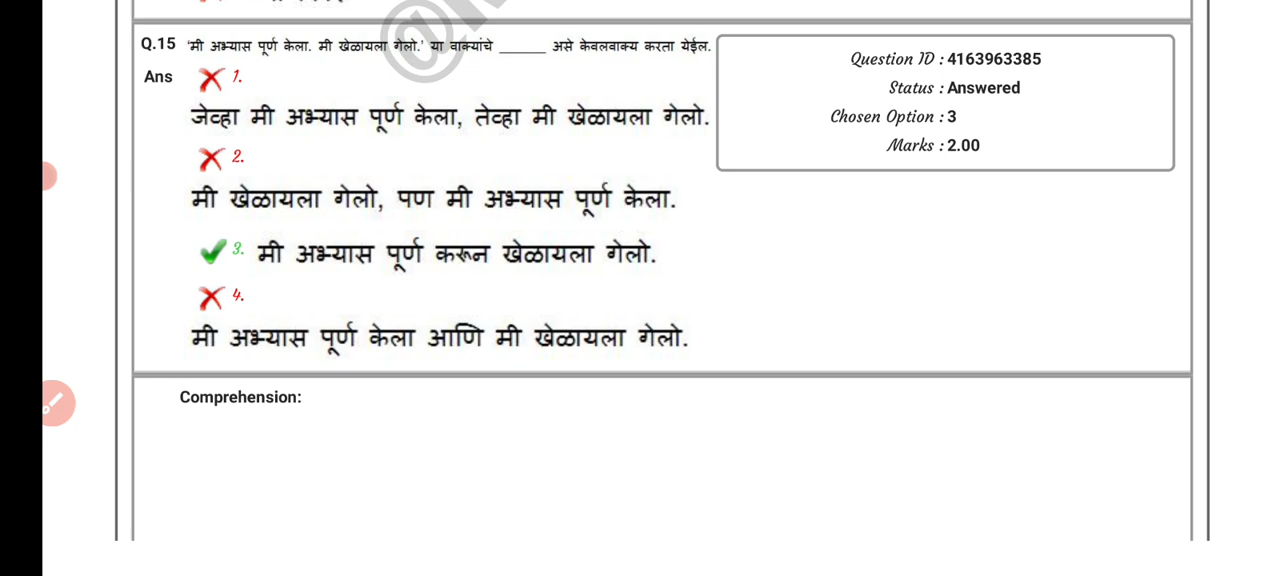 Q.15 'मी अभ्यास पूर्ण केला. मी खेळायला गेलो.' या वाक्यांचे ______ असे केवलवाक्य करता येईल.
Ans 1.
जेव्हा मी अभ्यास पूर्ण केला, तेव्हा मी खेळायला गेलो.
2.
मी खेळायला गेलो, पण मी अभ्यास पूर्ण केला.
3. मी अभ्यास पूर्ण करून खेळायला गेलो.
4.
मी अभ्यास पूर्ण केला आणि मी खेळायला गेलो.
Question ID : 4163963385
Status : Answered
Chosen Option : 3
Marks : 2.00
Comprehension: